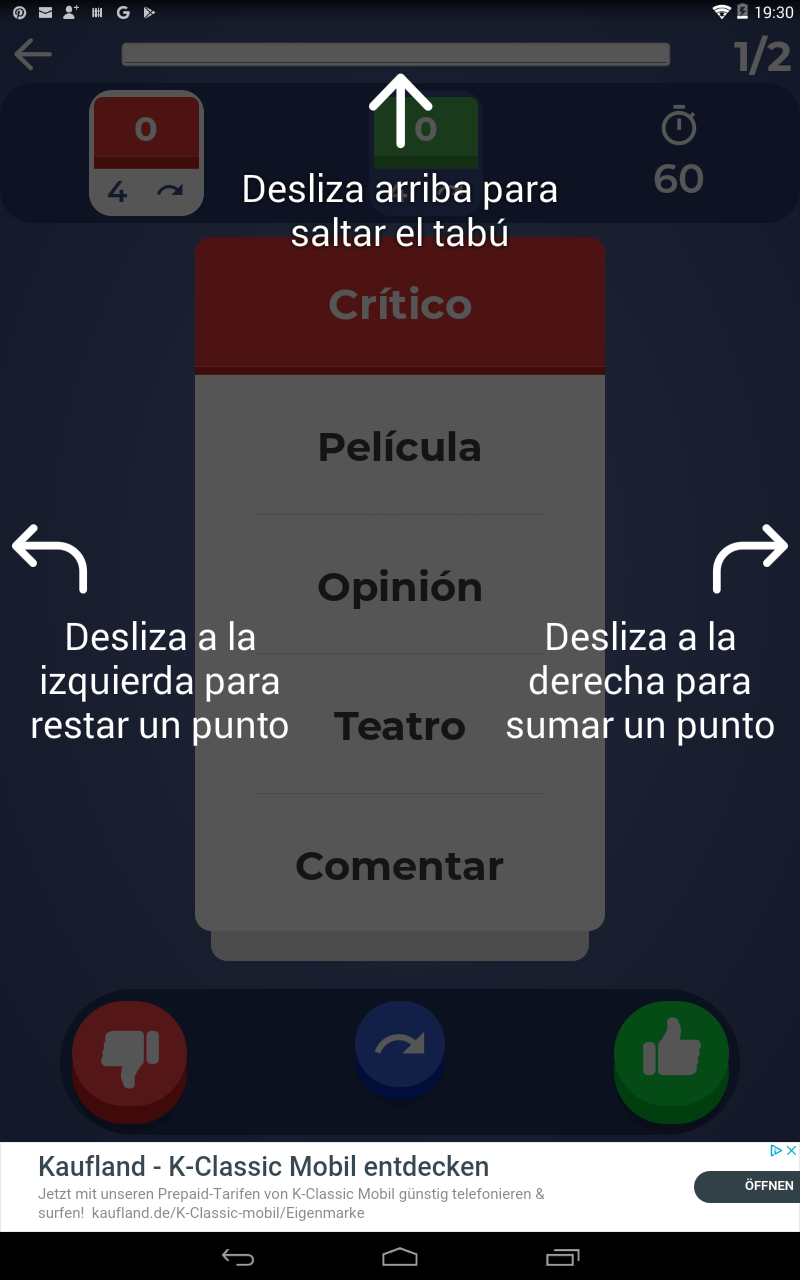 19:30
1/2
0
0
4
60
Desliza arriba para
saltar el tabú
Crítico
Película
Opinión
Desliza a la
izquierda para
restar un punto
Desliza a la
derecha para
sumar un punto
Teatro
Comentar
Kaufland - K-Classic Mobil entdecken
Jetzt mit unseren Prepaid-Tarifen von K-Classic Mobil günstig telefonieren &
surfen! kaufland.de/K-Classic-mobil/Eigenmarke
ÖFFNEN